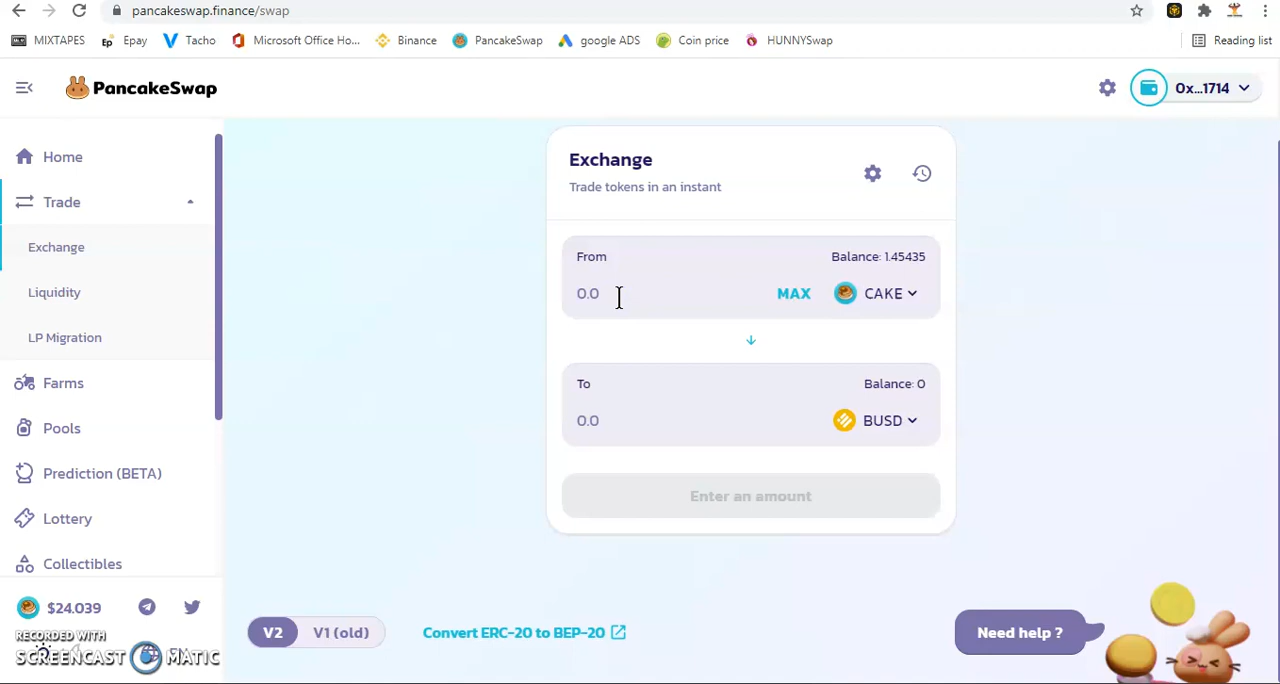 pancakeswap.finance/swap
MIXTAPES Ep Epay Tacho Microsoft Office Ho... Binance PancakeSwap google ADS Coin price HUNNYSwap Reading list
PancakeSwap 0x...1714
Home
Trade
Exchange
Liquidity
LP Migration
Farms
Pools
Prediction (BETA)
Lottery
Collectibles
$24.039
Exchange
Trade tokens in an instant
From Balance: 1.45435
0.0 MAX CAKE
To Balance: 0
0.0 BUSD
Enter an amount
V2 V1 (old) Convert ERC-20 to BEP-20
Need help ?
RECORDED WITH
SCREENCAST MATIC